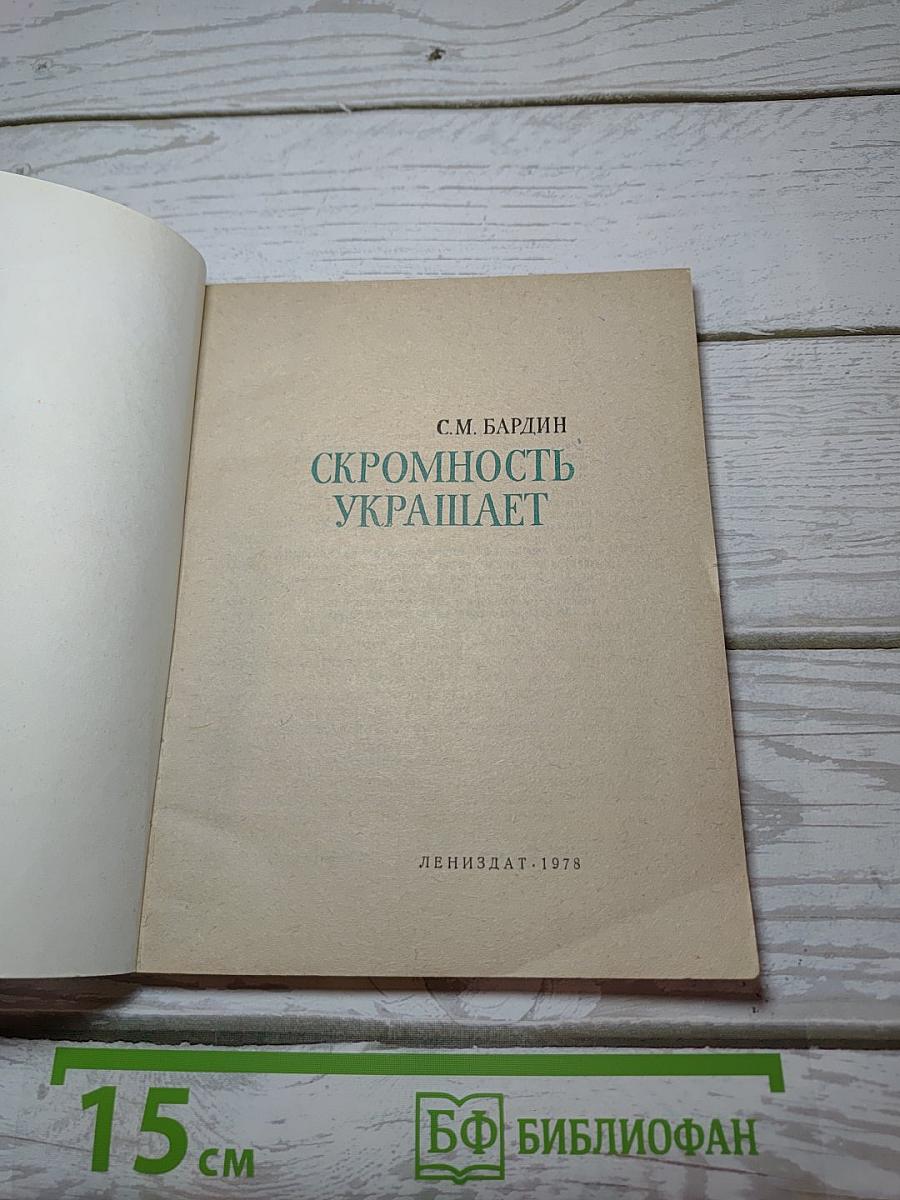 С.М. БАРДИН
СКРОМНОСТЬ
УКРАШАЕТ
ЛЕНИЗДАТ · 1978
15 см
БФ БИБЛИОФАН